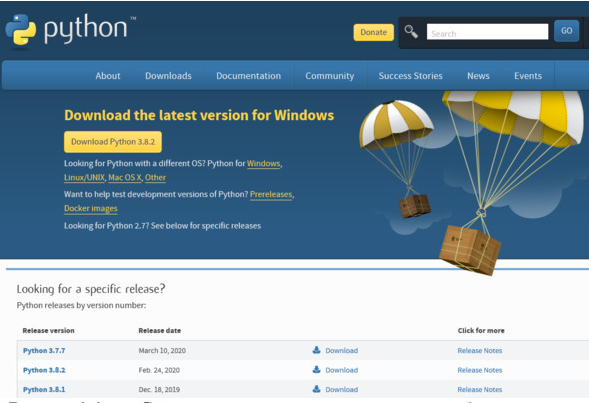 python™
Donate
Search
GO
About Downloads Documentation Community Success Stories News Events
Download the latest version for Windows
Download Python 3.8.2
Looking for Python with a different OS? Python for Windows,
Linux/UNIX, Mac OS X, Other
Want to help test development versions of Python? Prereleases,
Docker images
Looking for Python 2.7? See below for specific releases
Looking for a specific release?
Python releases by version number:
Release version Release date Click for more
Python 3.7.7 March 10, 2020 Download Release Notes
Python 3.8.2 Feb. 24, 2020 Download Release Notes
Python 3.8.1 Dec. 18, 2019 Download Release Notes